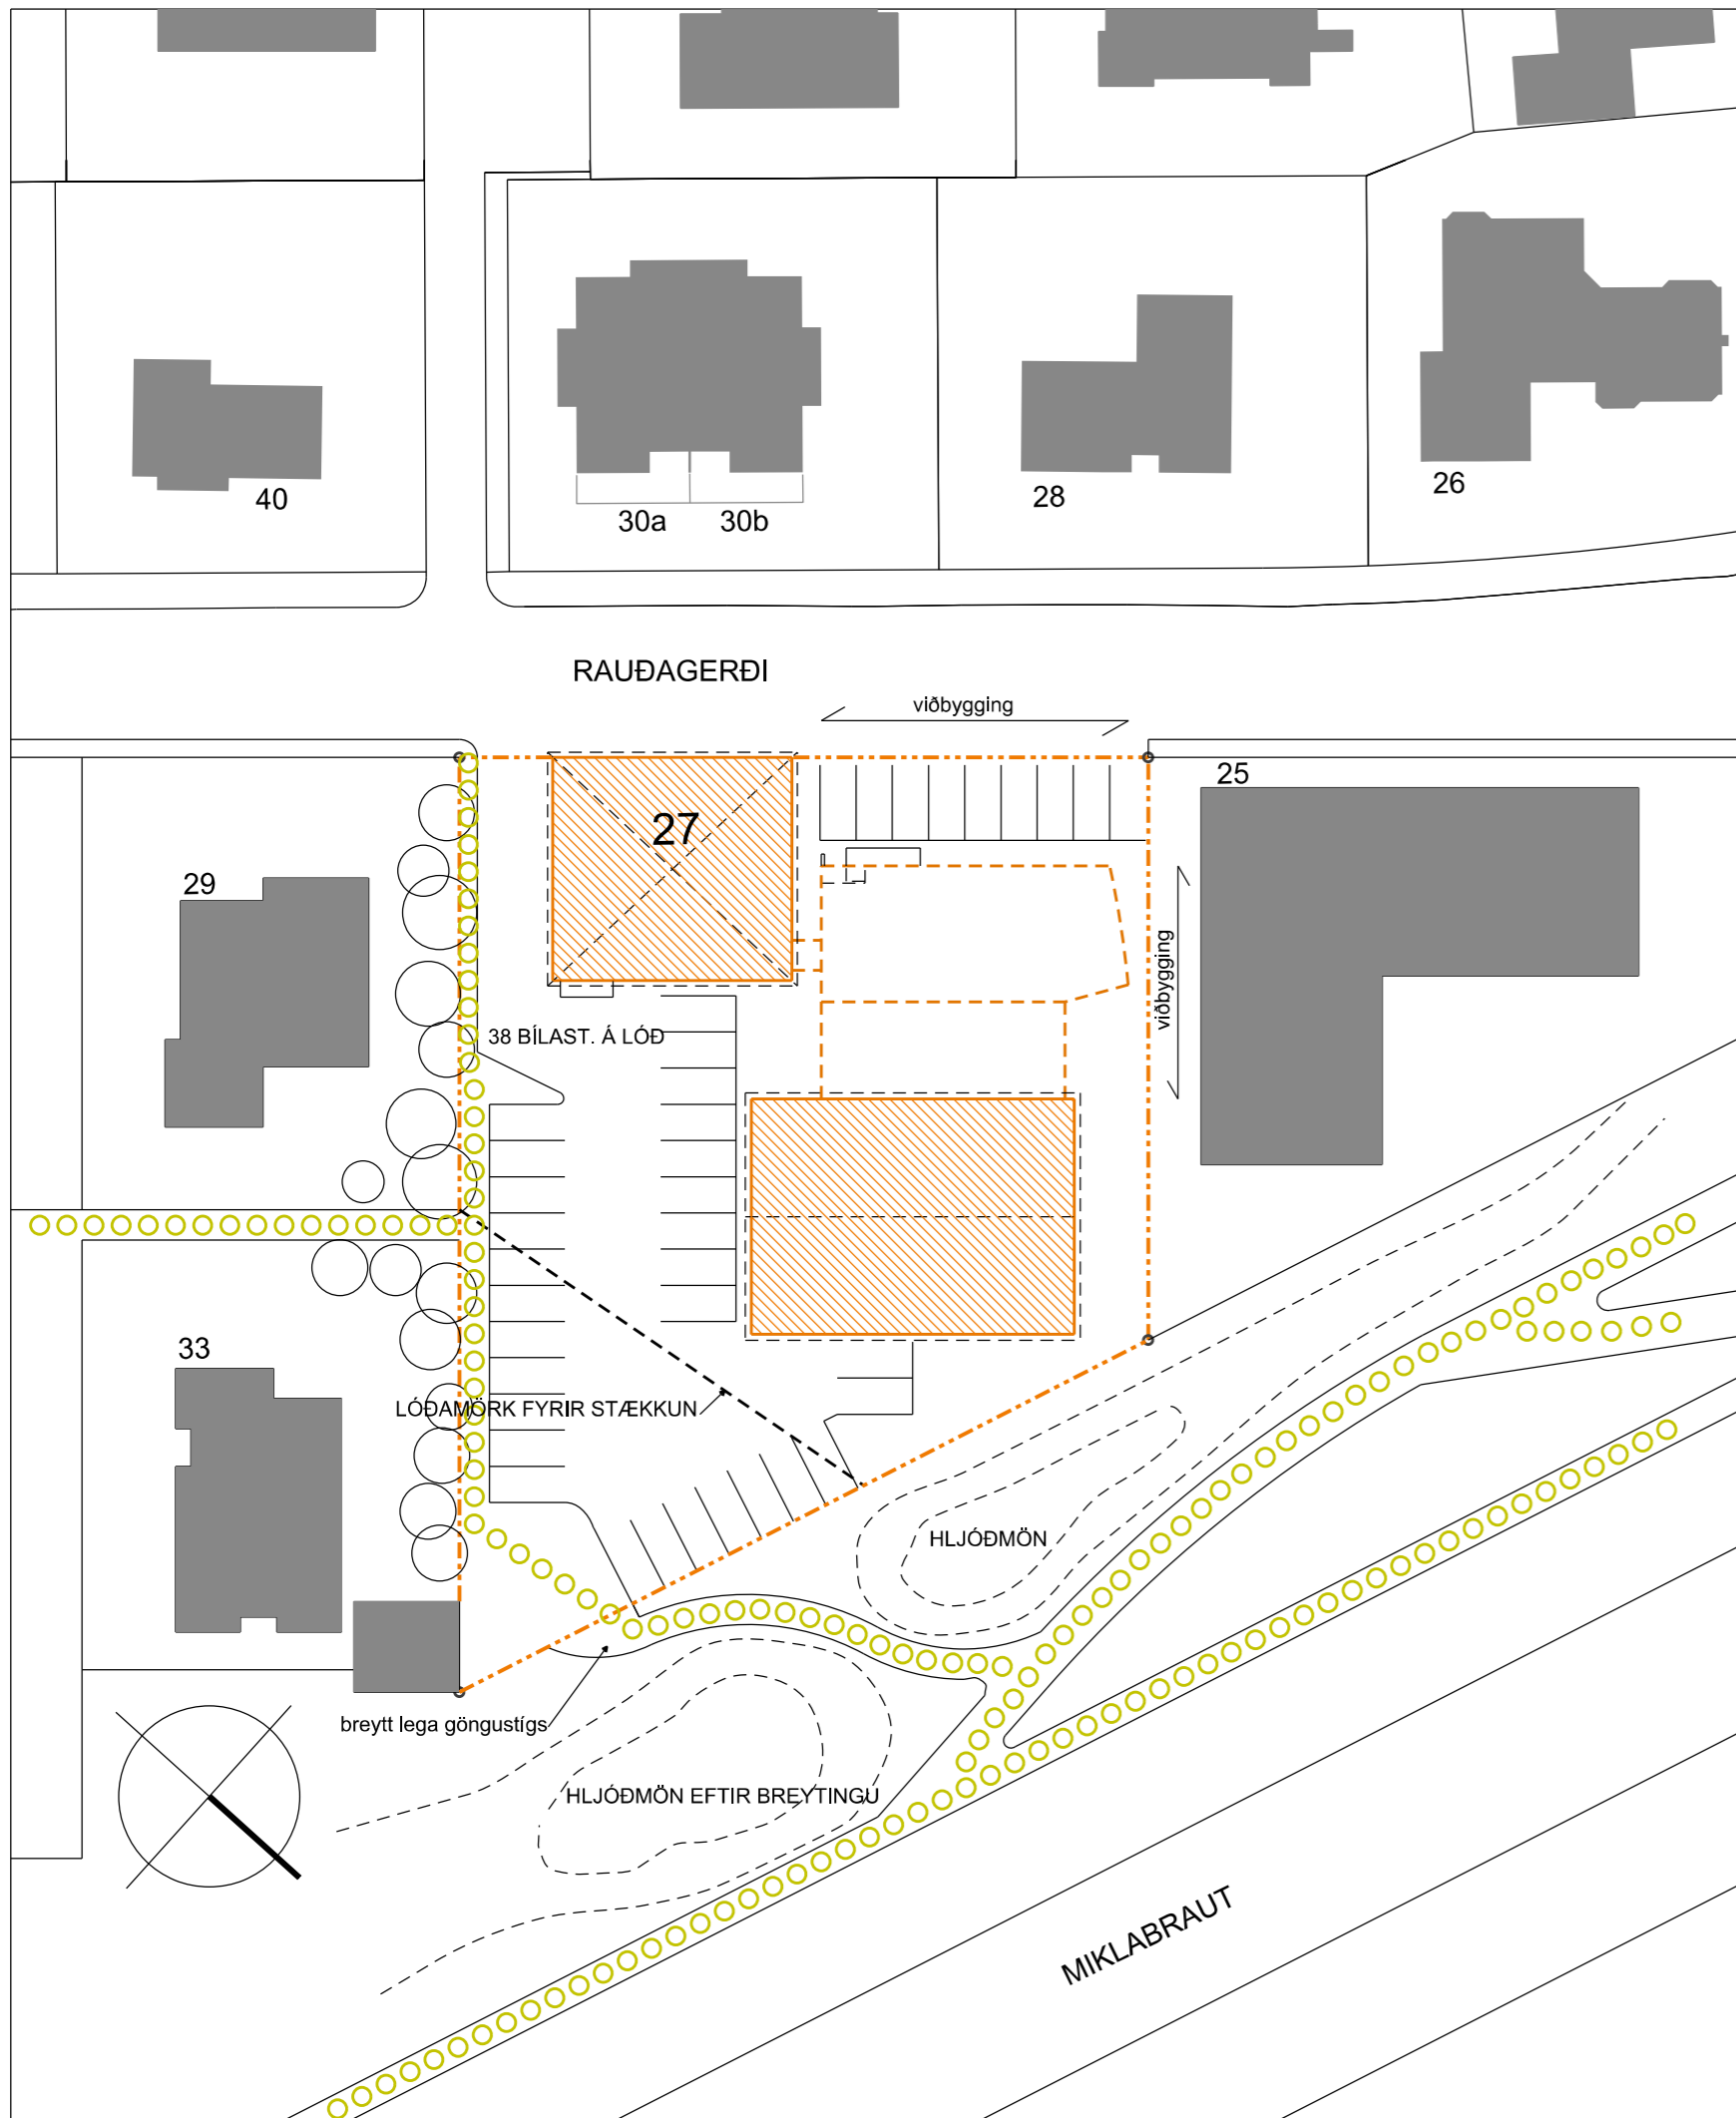 40
30a
30b
28
26
RAUÐAGERÐI
viðbygging
27
25
29
viðbygging
38 BÍLAST. Á LÓÐ
33
LÓÐAMÖRK FYRIR STÆKKUN
HLJÓÐMÖN
breytt lega göngustígs
HLJÓÐMÖN EFTIR BREYTINGU
MIKLABRAUT